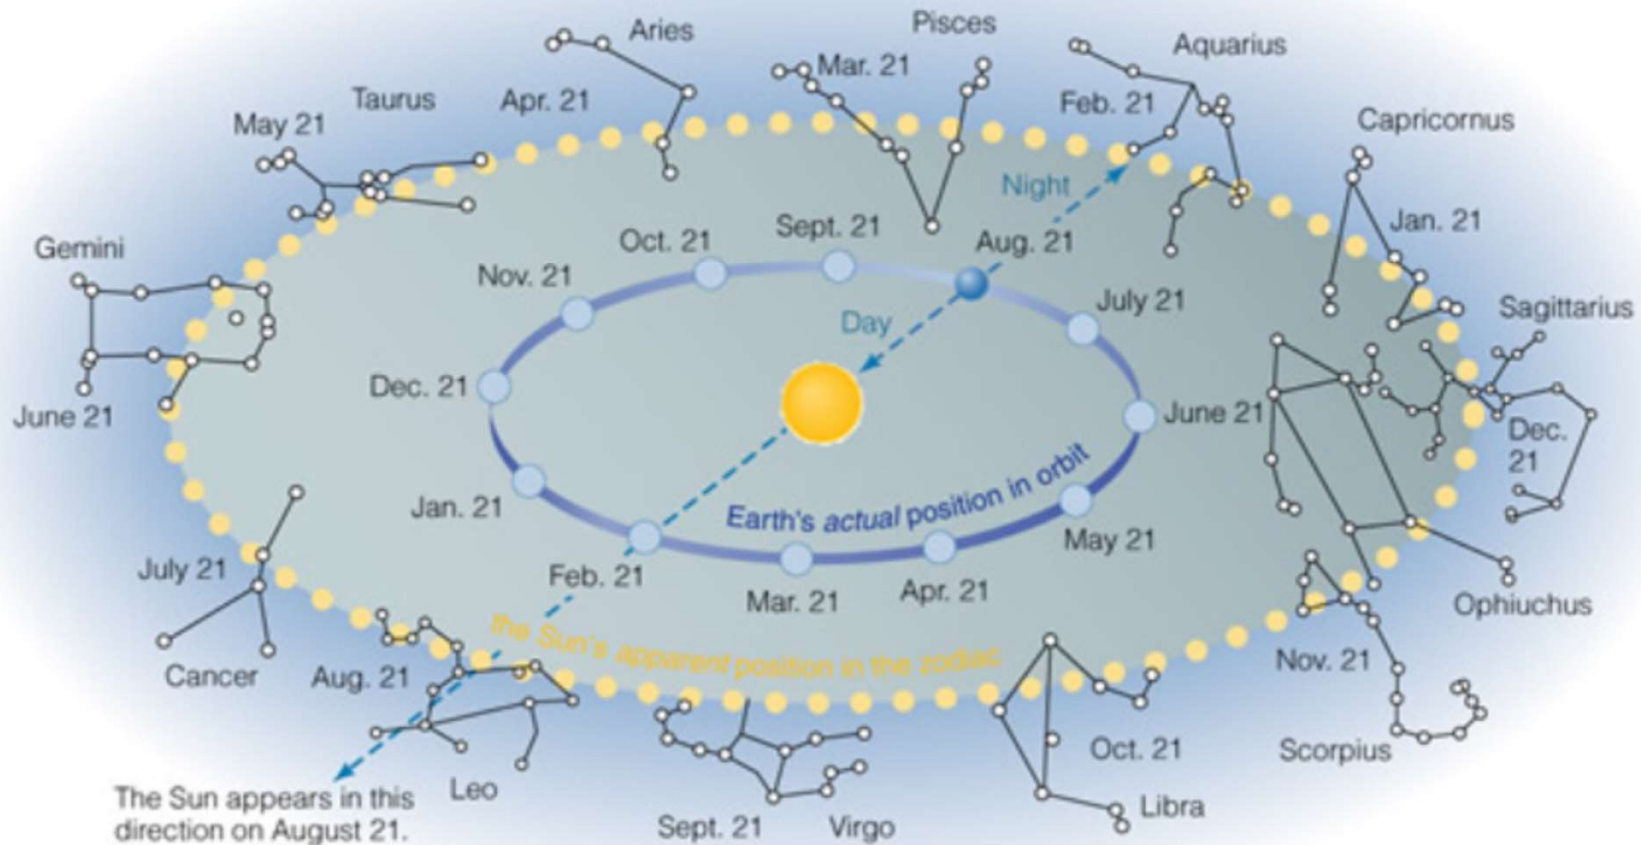 Pisces
Aries
Aquarius
Mar. 21
Taurus
Apr. 21
Feb. 21
May 21
Capricornus
Night
Jan. 21
Gemini
Oct. 21
Sept. 21
Aug. 21
Nov. 21
July 21
Sagittarius
Day
Dec. 21
June 21
June 21
Dec.
21
Jan. 21
Earth's actual position in orbit
May 21
July 21
Feb. 21
Mar. 21
Apr. 21
Ophiuchus
the Sun's apparent position in the zodiac
Cancer
Aug. 21
Nov. 21
Oct. 21
Scorpius
Leo
The Sun appears in this
direction on August 21.
Libra
Sept. 21
Virgo